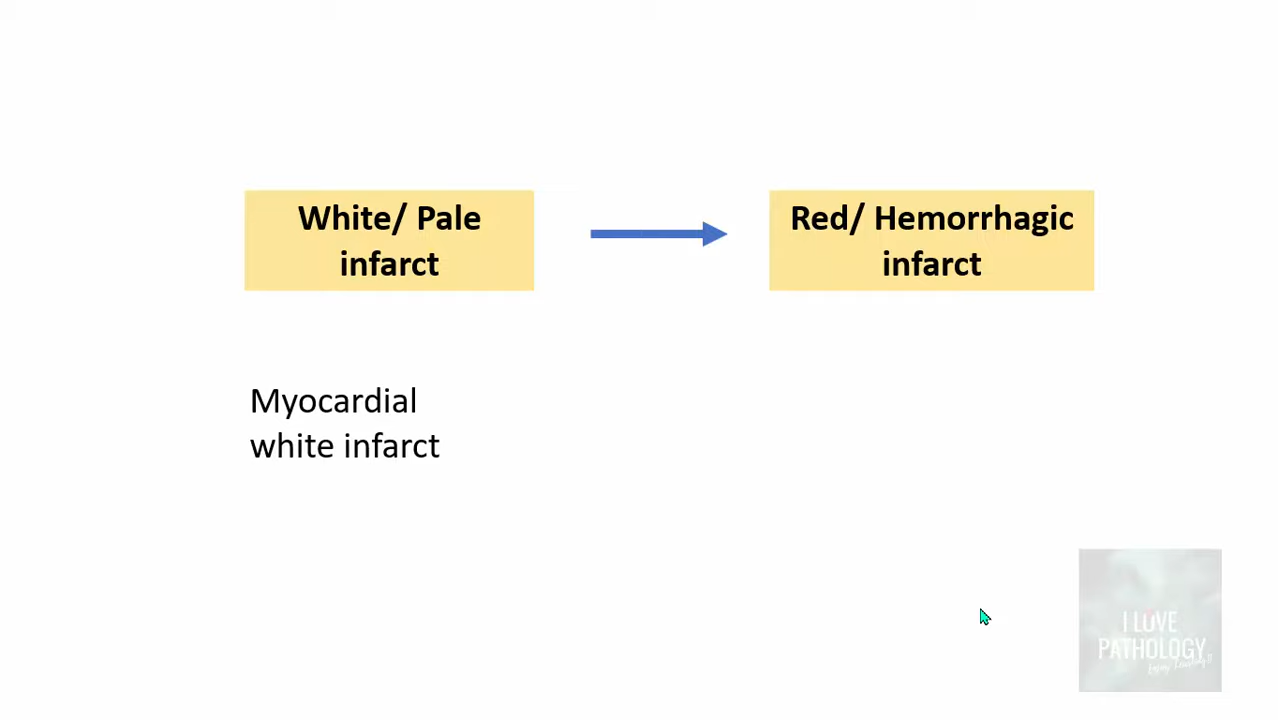 White/ Pale
infarct
Red/ Hemorrhagic
infarct
Myocardial
white infarct
I LOVE
PATHOLOGY